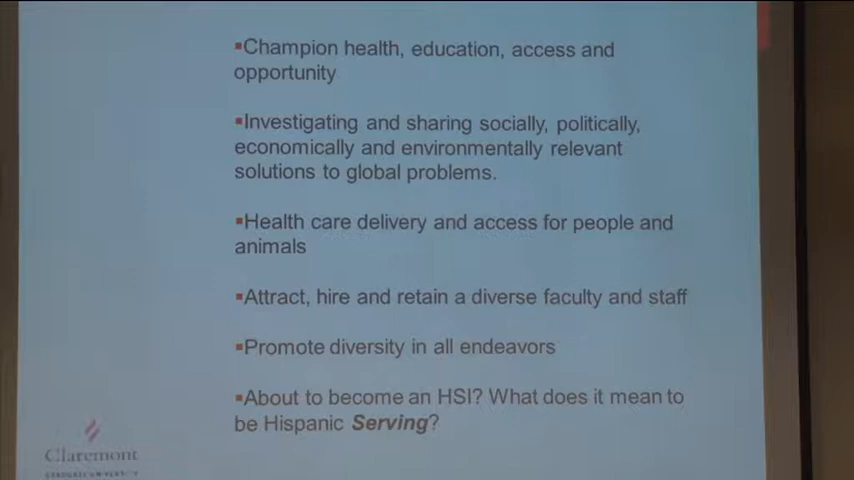 ▪Champion health, education, access and
opportunity
▪Investigating and sharing socially, politically,
economically and environmentally relevant
solutions to global problems.
▪Health care delivery and access for people and
animals
▪Attract, hire and retain a diverse faculty and staff
▪Promote diversity in all endeavors
▪About to become an HSI? What does it mean to
be Hispanic Serving?
Claremont